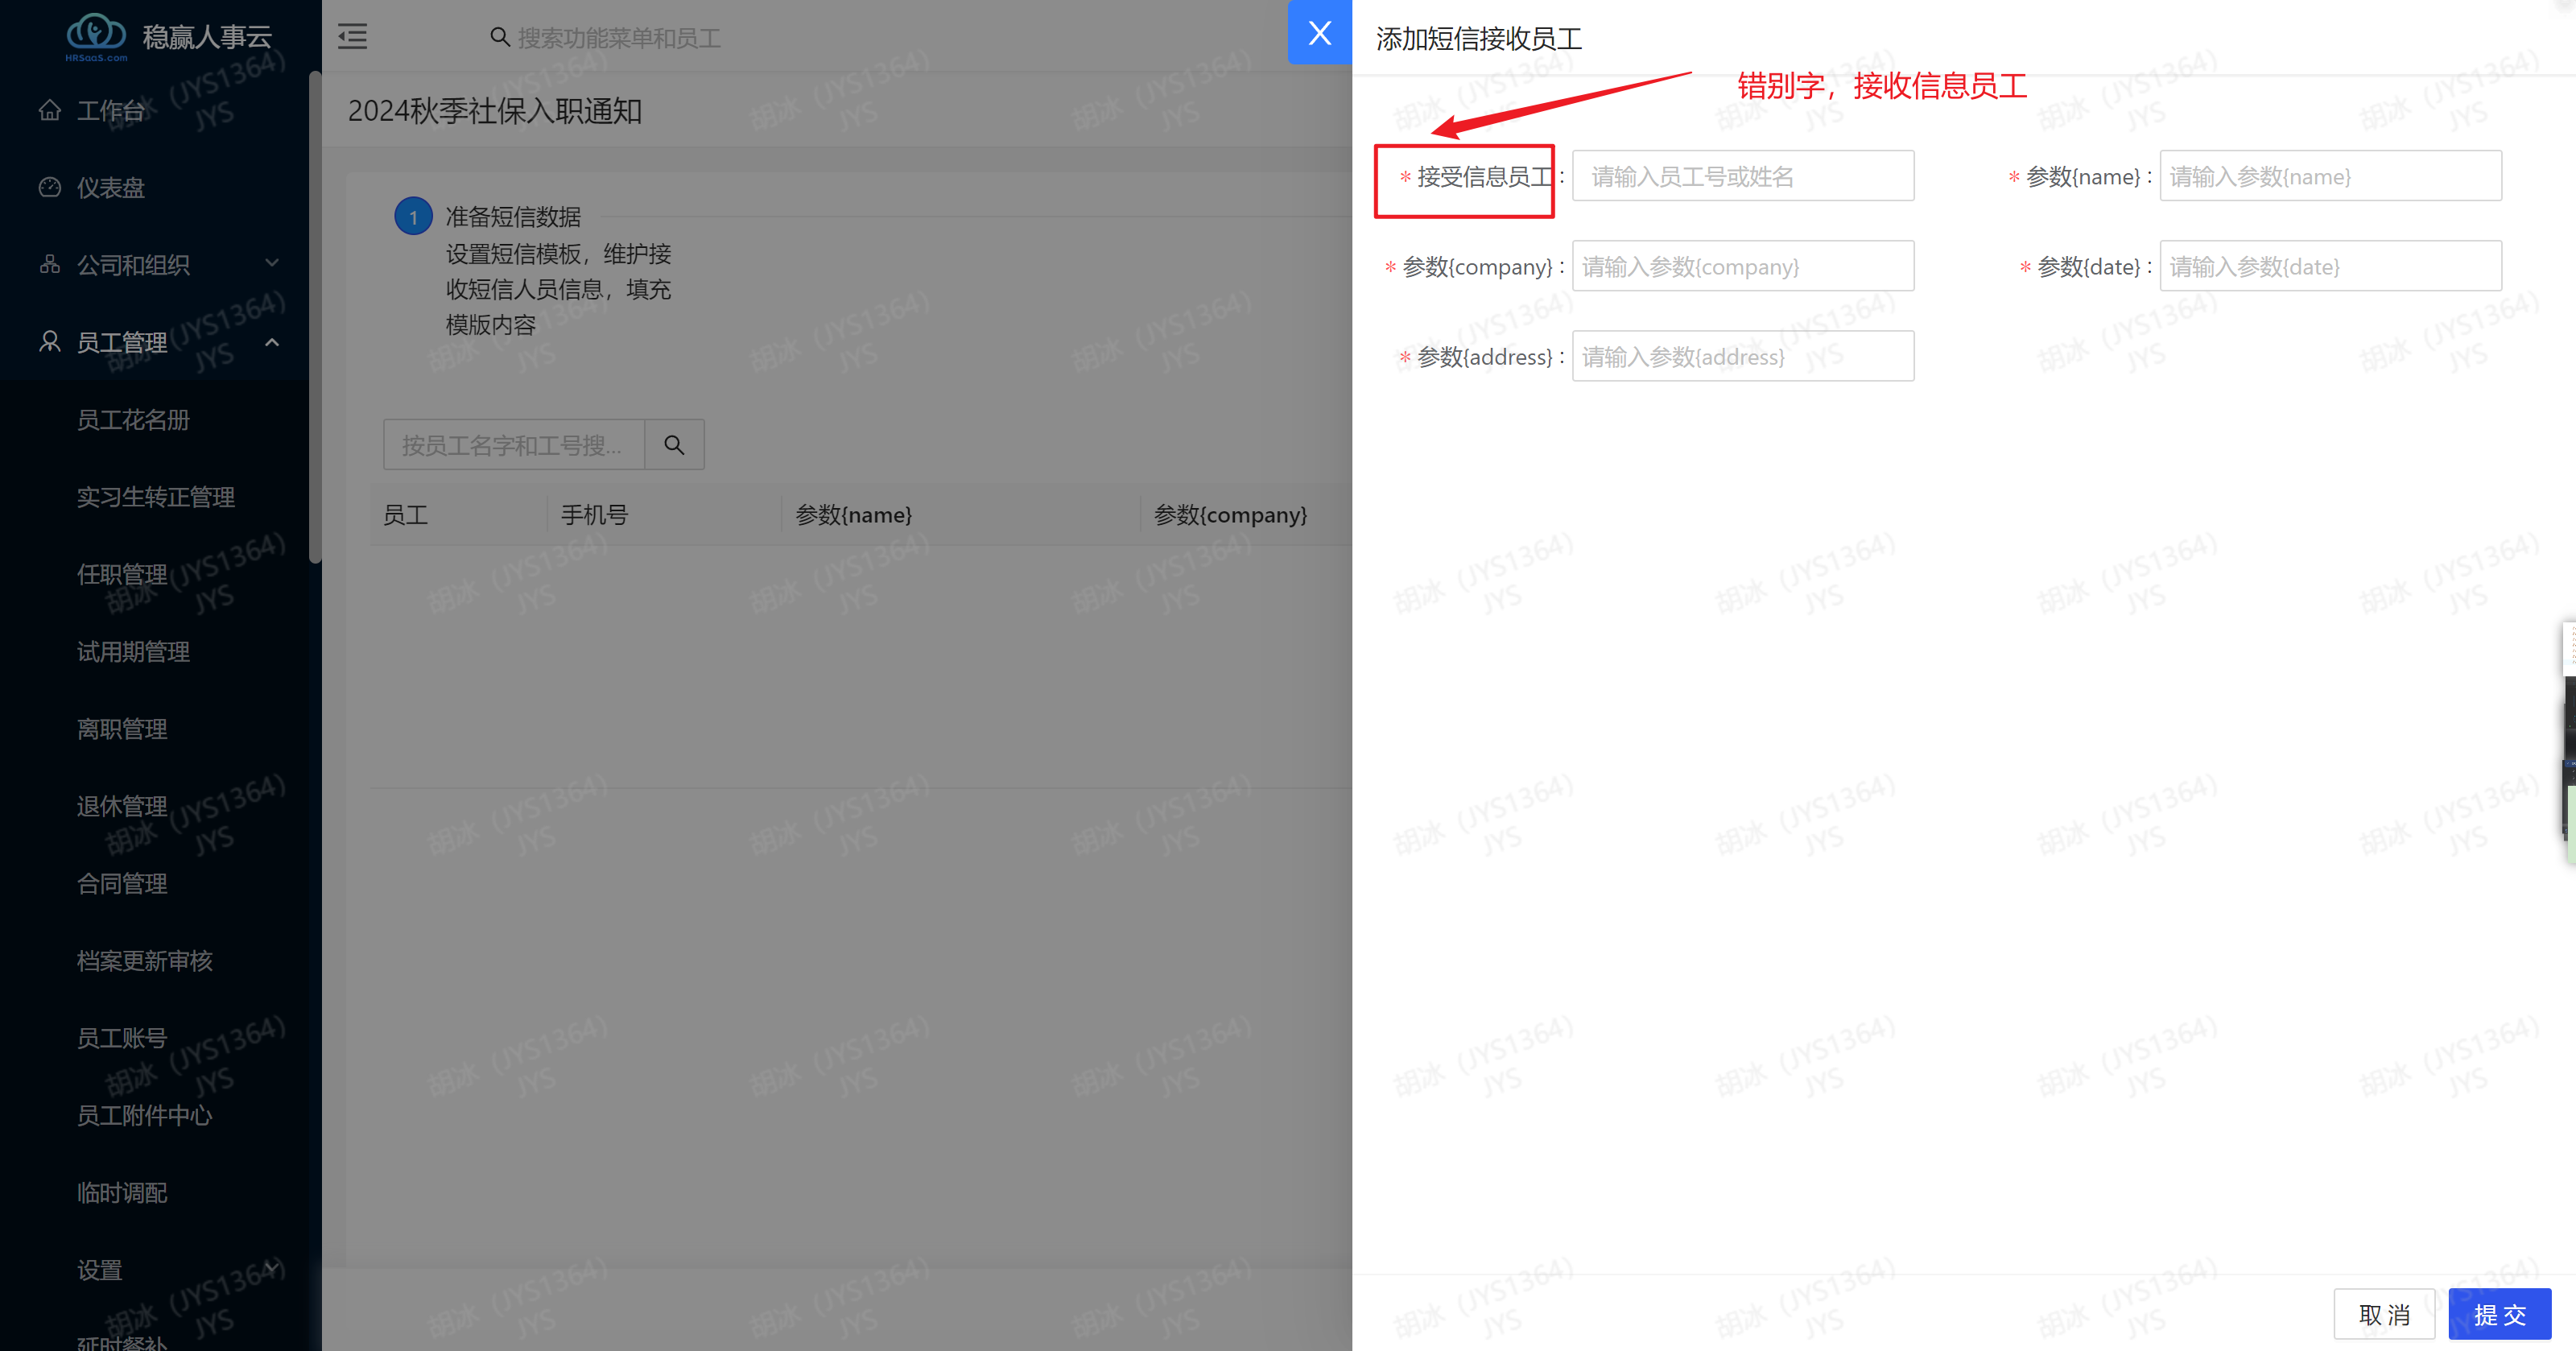 稳赢人事云
HRSaaS.com
工作台
仪表盘
公司和组织
员工管理
员工花名册
实习生转正管理
任职管理
试用期管理
离职管理
退休管理
合同管理
档案更新审核
员工账号
员工附件中心
临时调配
设置
延时餐补
搜索功能菜单和员工
2024秋季社保入职通知
1 准备短信数据
设置短信模板，维护接
收短信人员信息，填充
模版内容
按员工名字和工号搜...
员工 手机号 参数{name} 参数{company}
添加短信接收员工
错别字，接收信息员工
* 接受信息员工: 请输入员工号或姓名
* 参数{name}: 请输入参数{name}
* 参数{company}: 请输入参数{company}
* 参数{date}: 请输入参数{date}
* 参数{address}: 请输入参数{address}
取 消
提 交
胡冰（JYS1364）
JYS